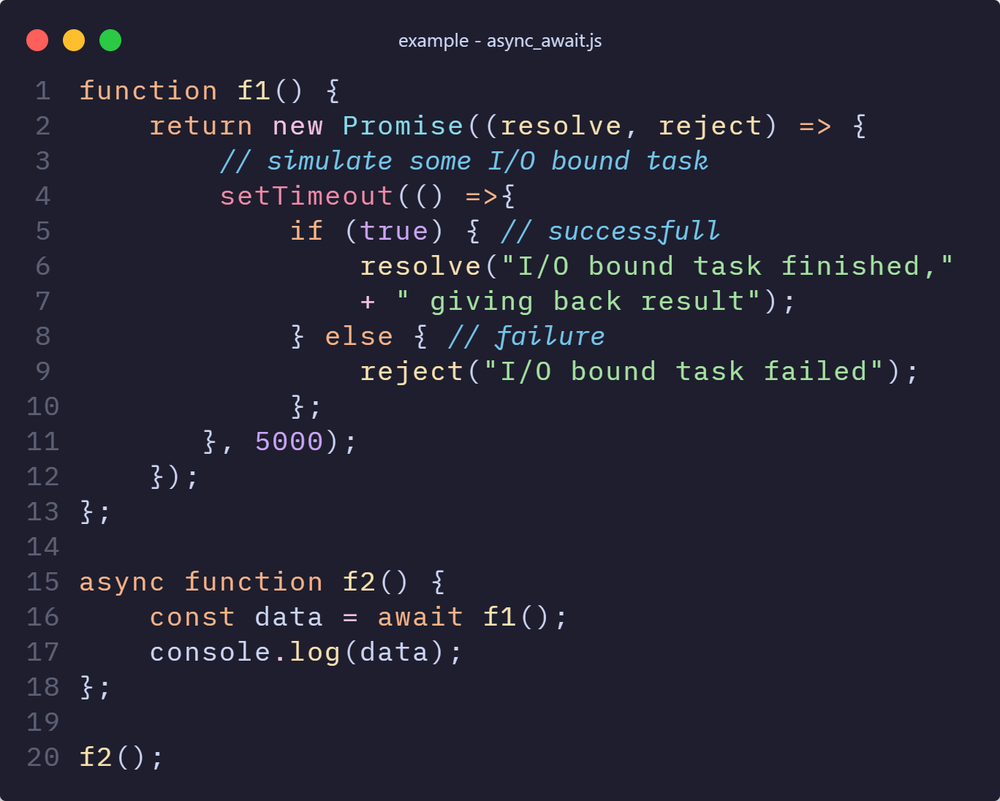 example - async_await.js
1 function f1() {
2     return new Promise((resolve, reject) => {
3         // simulate some I/O bound task
4         setTimeout(() =>{
5             if (true) { // successfull
6                 resolve("I/O bound task finished,"
7                 + " giving back result");
8             } else { // failure
9                 reject("I/O bound task failed");
10             };
11        }, 5000);
12     });
13 };
14
15 async function f2() {
16     const data = await f1();
17     console.log(data);
18 };
19
20 f2();